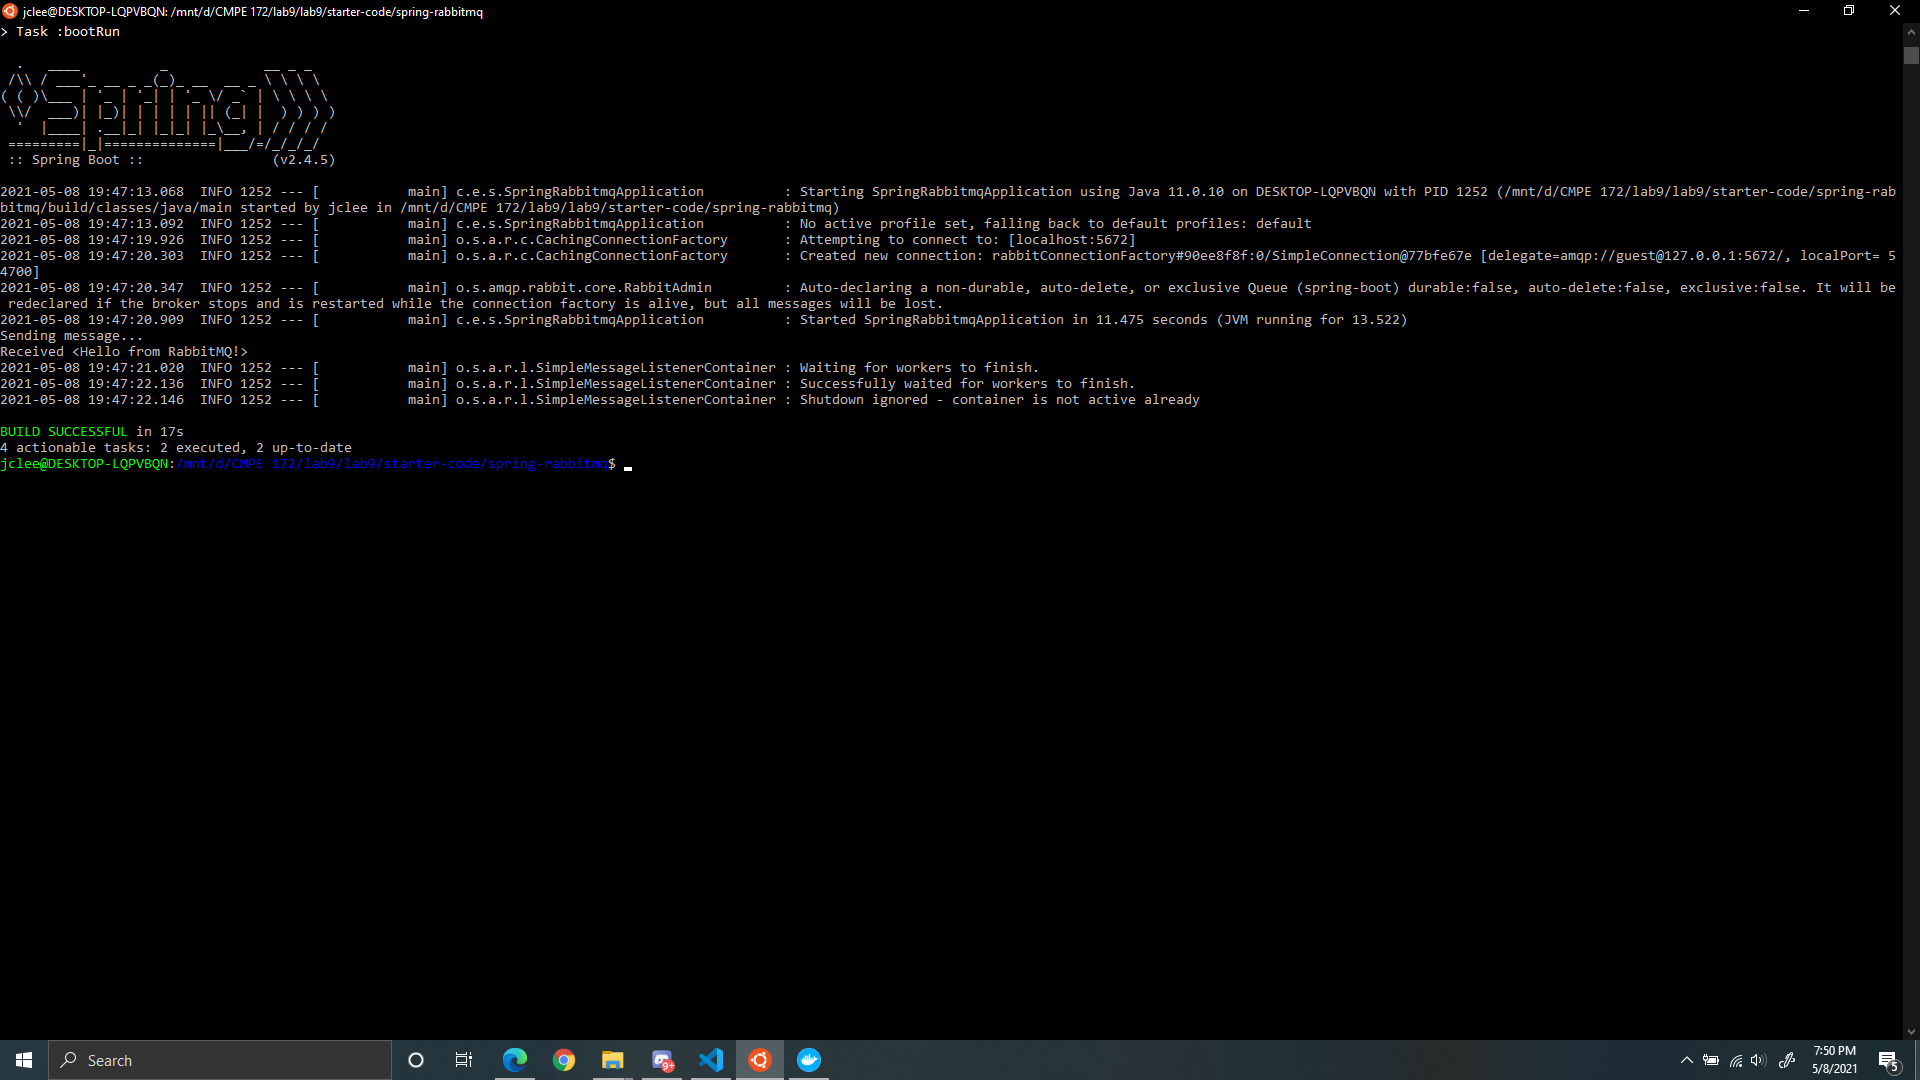 jclee@DESKTOP-LQPVBQN: /mnt/d/CMPE 172/lab9/lab9/starter-code/spring-rabbitmq
> Task :bootRun
  .   ____          _            __ _ _
 /\\ / ___'_ __ _ _(_)_ __  __ _ \ \ \ \
( ( )\___ | '_ | '_| | '_ \/ _` | \ \ \ \
 \\/  ___)| |_)| | | | | || (_| |  ) ) ) )
  '  |____| .__|_| |_|_| |_\__, | / / / /
 =========|_|==============|___/=/_/_/_/
 :: Spring Boot ::                (v2.4.5)
2021-05-08 19:47:13.068  INFO 1252 --- [           main] c.e.s.SpringRabbitmqApplication          : Starting SpringRabbitmqApplication using Java 11.0.10 on DESKTOP-LQPVBQN with PID 1252 (/mnt/d/CMPE 172/lab9/lab9/starter-code/spring-rab
bitmq/build/classes/java/main started by jclee in /mnt/d/CMPE 172/lab9/lab9/starter-code/spring-rabbitmq)
2021-05-08 19:47:13.092  INFO 1252 --- [           main] c.e.s.SpringRabbitmqApplication          : No active profile set, falling back to default profiles: default
2021-05-08 19:47:19.926  INFO 1252 --- [           main] o.s.a.r.c.CachingConnectionFactory       : Attempting to connect to: [localhost:5672]
2021-05-08 19:47:20.303  INFO 1252 --- [           main] o.s.a.r.c.CachingConnectionFactory       : Created new connection: rabbitConnectionFactory#90ee8f8f:0/SimpleConnection@77bfe67e [delegate=amqp://guest@127.0.0.1:5672/, localPort= 5
4700]
2021-05-08 19:47:20.347  INFO 1252 --- [           main] o.s.amqp.rabbit.core.RabbitAdmin         : Auto-declaring a non-durable, auto-delete, or exclusive Queue (spring-boot) durable:false, auto-delete:false, exclusive:false. It will be
 redeclared if the broker stops and is restarted while the connection factory is alive, but all messages will be lost.
2021-05-08 19:47:20.909  INFO 1252 --- [           main] c.e.s.SpringRabbitmqApplication          : Started SpringRabbitmqApplication in 11.475 seconds (JVM running for 13.522)
Sending message...
Received <Hello from RabbitMQ!>
2021-05-08 19:47:21.020  INFO 1252 --- [           main] o.s.a.r.l.SimpleMessageListenerContainer : Waiting for workers to finish.
2021-05-08 19:47:22.136  INFO 1252 --- [           main] o.s.a.r.l.SimpleMessageListenerContainer : Successfully waited for workers to finish.
2021-05-08 19:47:22.146  INFO 1252 --- [           main] o.s.a.r.l.SimpleMessageListenerContainer : Shutdown ignored - container is not active already
BUILD SUCCESSFUL in 17s
4 actionable tasks: 2 executed, 2 up-to-date
jclee@DESKTOP-LQPVBQN:/mnt/d/CMPE 172/lab9/lab9/starter-code/spring-rabbitmq$
Search
9+
7:50 PM
5/8/2021
5